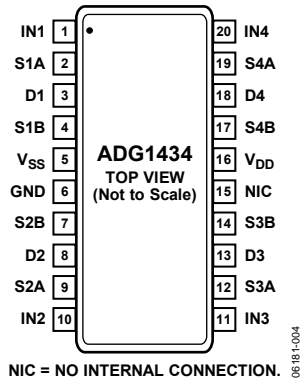 IN1 1 20 IN4
S1A 2 19 S4A
D1 3 18 D4
S1B 4 17 S4B
VSS 5 ADG1434 16 VDD
TOP VIEW
GND 6 (Not to Scale) 15 NIC
S2B 7 14 S3B
D2 8 13 D3
S2A 9 12 S3A
IN2 10 11 IN3
NIC = NO INTERNAL CONNECTION.
06181-004